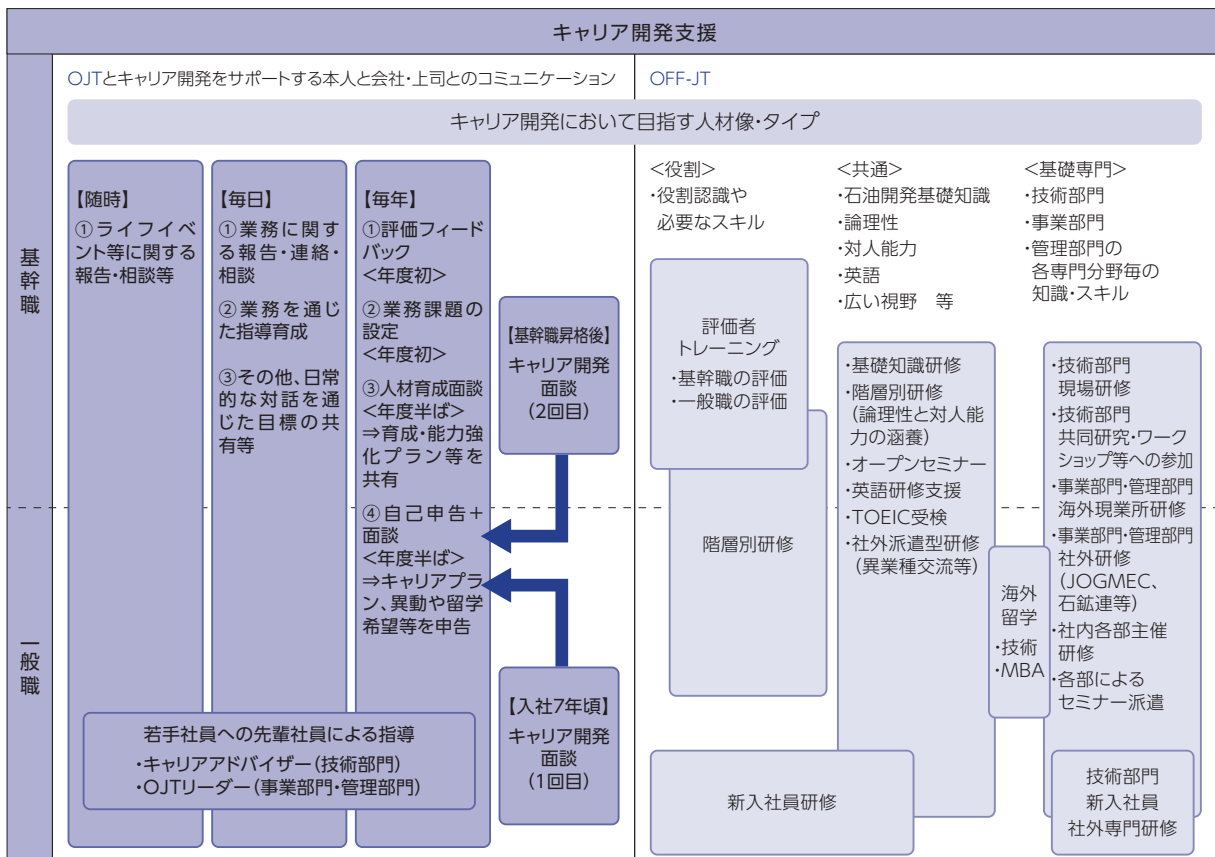 キャリア開発支援
基幹職
一般職
OJTとキャリア開発をサポートする本人と会社・上司とのコミュニケーション
OFF-JT
キャリア開発において目指す人材像・タイプ
【随時】
①ライフイベ
ント等に関する
報告・相談等
【毎日】
①業務に関す
る報告・連絡・
相談
②業務を通じ
た指導育成
③その他、日常
的な対話を通
じた目標の共
有等
【毎年】
①評価フィード
バック
<年度初>
②業務課題の
設定
<年度初>
③人材育成面談
<年度半ば>
⇒育成・能力強
化プラン等を
共有
④自己申告＋
面談
<年度半ば>
⇒キャリアプラ
ン、異動や留学
希望等を申告
【基幹職昇格後】
キャリア開発
面談
(2回目)
【入社7年頃】
キャリア開発
面談
(1回目)
若手社員への先輩社員による指導
・キャリアアドバイザー(技術部門)
・OJTリーダー(事業部門・管理部門)
<役割>
・役割認識や
必要なスキル
評価者
トレーニング
・基幹職の評価
・一般職の評価
階層別研修
新入社員研修
<共通>
・石油開発基礎知識
・論理性
・対人能力
・英語
・広い視野　等
・基礎知識研修
・階層別研修
(論理性と対人能
力の涵養)
・オープンセミナー
・英語研修支援
・TOEIC受検
・社外派遣型研修
(異業種交流等)
海外
留学
・技術
・MBA
<基礎専門>
・技術部門
・事業部門
・管理部門の
各専門分野毎の
知識・スキル
・技術部門
現場研修
・技術部門
共同研究・ワーク
ショップ等への参加
・事業部門・管理部門
海外現業所研修
・事業部門・管理部門
社外研修
(JOGMEC、
石鉱連等)
・社内各部主催
研修
・各部による
セミナー派遣
技術部門
新入社員
社外専門研修